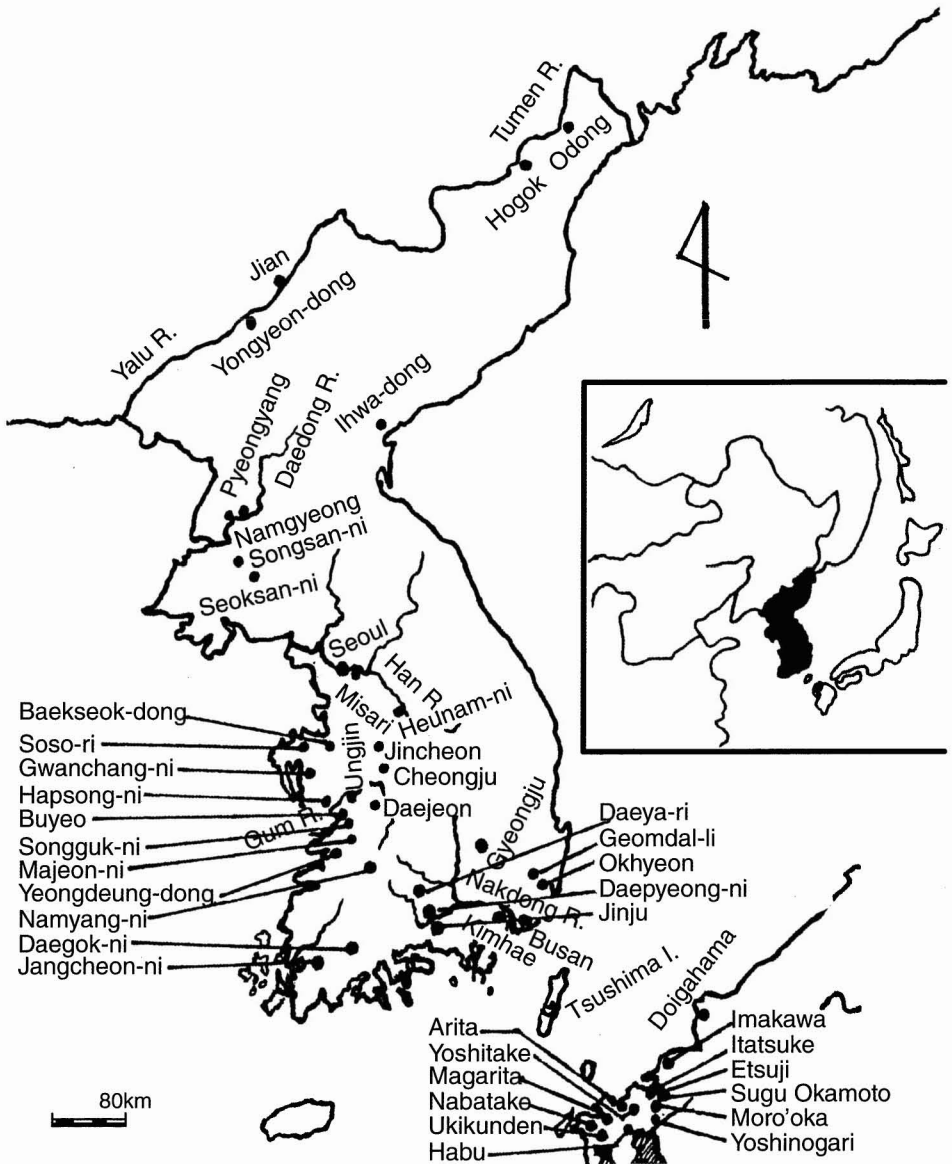 Tumen R.
Odong
Hogok
Jian
Yongyeon-dong
Yalu R.
Ihwa-dong
Daedong R.
Pyeongyang
Namgyeong
Songsan-ni
Seoksan-ni
Seoul
Han R.
Misari
Heunam-ni
Baekseok-dong
Soso-ri
Gwanchang-ni
Hapsong-ni
Buyeo
Songguk-ni
Majeon-ni
Yeongdeung-dong
Namyang-ni
Daegok-ni
Jangcheon-ni
Ungjin
Jincheon
Cheongju
Daejeon
Gum R.
Gyeongju
Nakdong R.
Daeya-ri
Geomdal-li
Okhyeon
Daepyeong-ni
Jinju
Kimhae
Busan
Tsushima I.
Doigahama
Arita
Yoshitake
Magarita
Nabatake
Ukikunden
Habu
Imakawa
Itatsuke
Etsuji
Sugu Okamoto
Moro'oka
Yoshinogari
80km